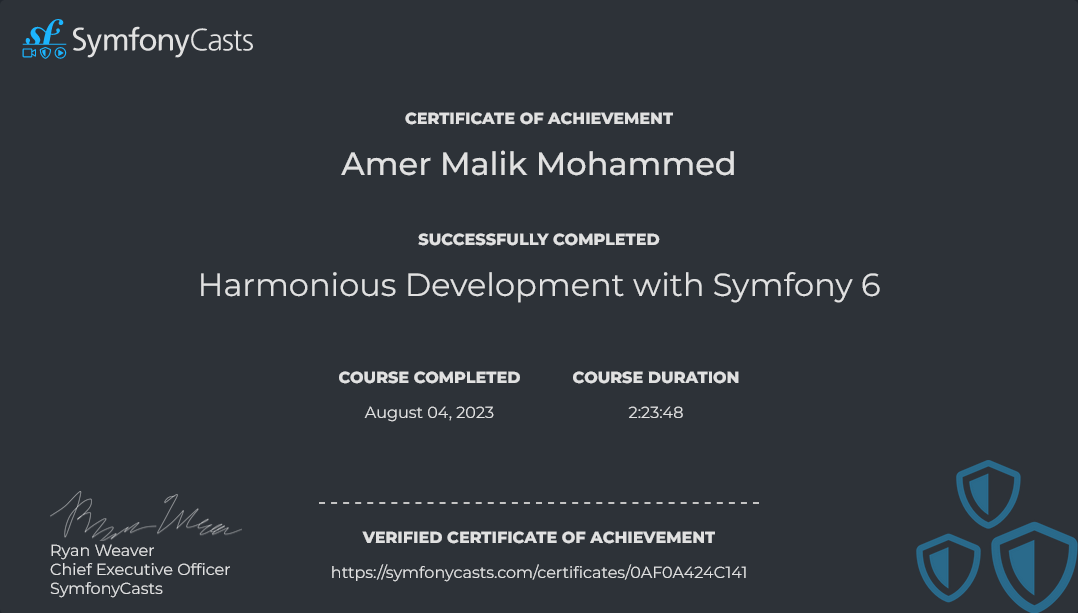 SymfonyCasts
CERTIFICATE OF ACHIEVEMENT
Amer Malik Mohammed
SUCCESSFULLY COMPLETED
Harmonious Development with Symfony 6
COURSE COMPLETED
August 04, 2023
COURSE DURATION
2:23:48
Ryan Weaver
Ryan Weaver
Chief Executive Officer
SymfonyCasts
VERIFIED CERTIFICATE OF ACHIEVEMENT
https://symfonycasts.com/certificates/0AF0A424C141